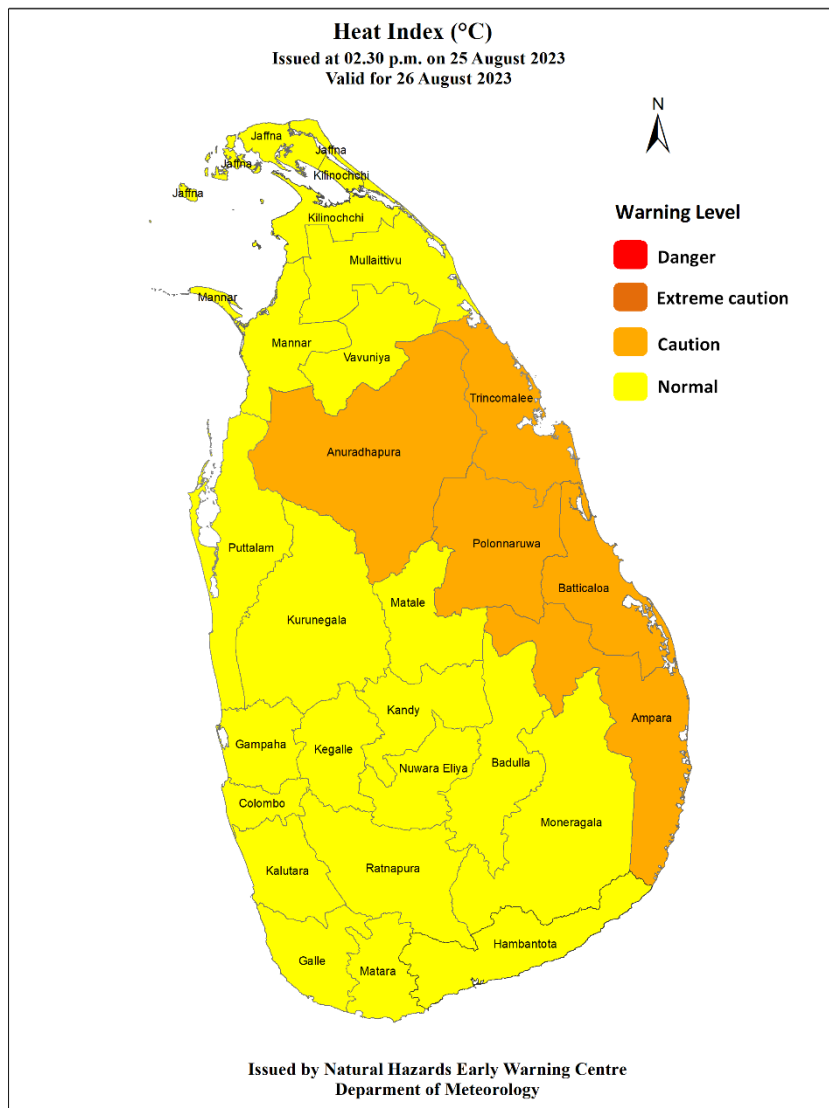 Heat Index (°C)
Issued at 02.30 p.m. on 25 August 2023
Valid for 26 August 2023
N
Jaffna
Jaffna
Jaffna
Kilinochchi
Jaffna
Kilinochchi
Mullaittivu
Mannar
Mannar
Vavuniya
Trincomalee
Anuradhapura
Polonnaruwa
Puttalam
Batticaloa
Matale
Kurunegala
Kandy
Ampara
Gampaha
Kegalle
Nuwara Eliya
Badulla
Colombo
Moneragala
Kalutara
Ratnapura
Hambantota
Galle
Matara
Warning Level
Danger
Extreme caution
Caution
Normal
Issued by Natural Hazards Early Warning Centre
Deparment of Meteorology